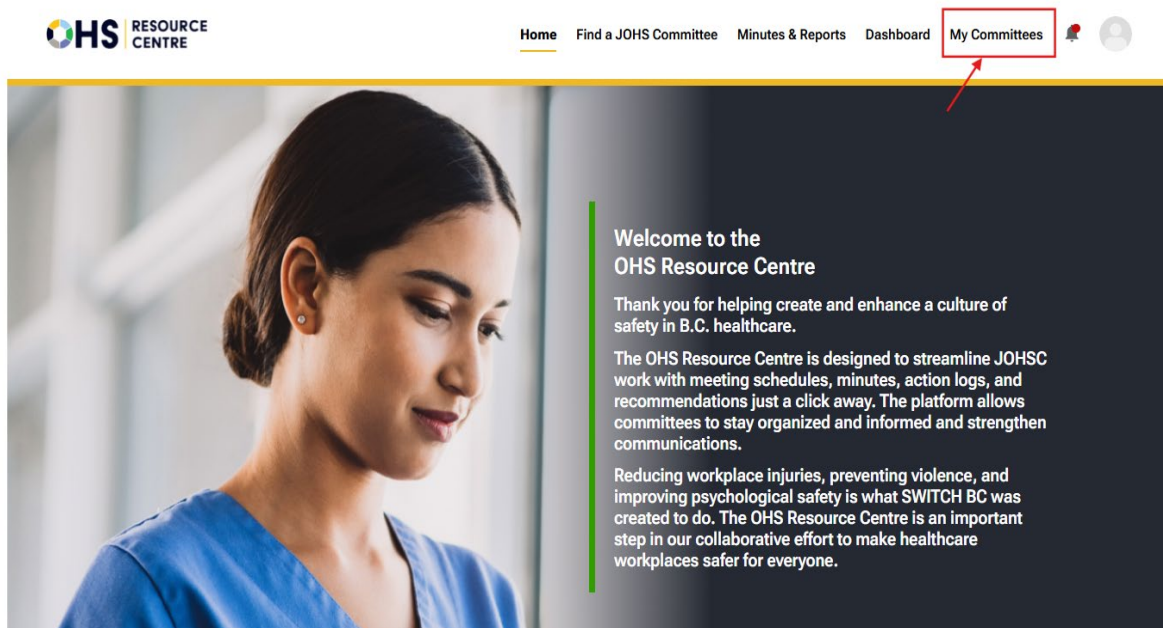 OHS RESOURCE CENTRE
Home Find a JOHS Committee Minutes & Reports Dashboard My Committees
Welcome to the
OHS Resource Centre
Thank you for helping create and enhance a culture of
safety in B.C. healthcare.
The OHS Resource Centre is designed to streamline JOHSC
work with meeting schedules, minutes, action logs, and
recommendations just a click away. The platform allows
committees to stay organized and informed and strengthen
communications.
Reducing workplace injuries, preventing violence, and
improving psychological safety is what SWITCH BC was
created to do. The OHS Resource Centre is an important
step in our collaborative effort to make healthcare
workplaces safer for everyone.